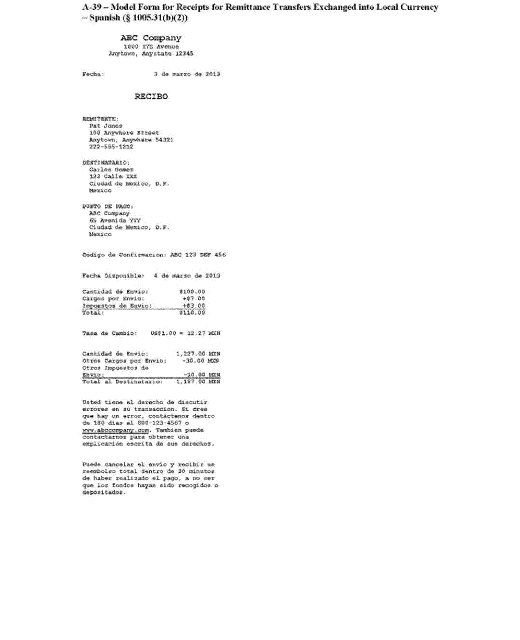 A-39 – Model Form for Receipts for Remittance Transfers Exchanged into Local Currency
– Spanish (§ 1005.31(b)(2))
ABC Company
1000 XYZ Avenue
Anytown, Anystate 12345
Fecha: 3 de marzo de 2013
RECIBO
REMITENTE:
Pat Jones
100 Anywhere Street
Anytown, Anywhere 54321
222-555-1212
DESTINATARIO:
Carlos Gomez
123 Calle XXX
Ciudad de Mexico, D.F.
Mexico
PUNTO DE PAGO:
ABC Company
65 Avenida YYY
Ciudad de Mexico, D.F.
Mexico
Codigo de Confirmacion: ABC 123 DEF 456
Fecha Disponible: 4 de marzo de 2013
Cantidad de Envio: $100.00
Cargos por Envio: +$7.00
Impuestos de Envio: +$3.00
Total: $110.00
Tasa de Cambio: US$1.00 = 12.27 MXN
Cantidad de Envio: 1,227.00 MXN
Otros Cargos por Envio: -30.00 MXN
Otros Impuestos de
Envio: -10.00 MXN
Total al Destinatario: 1,187.00 MXN
Usted tiene el derecho de discutir
errores en su transaccion. Si cree
que hay un error, contáctenos dentro
de 180 dias al 800-123-4567 o
www.abccompany.com. Tambien puede
contactarnos para obtener una
explicacion escrita de sus derechos.
Puede cancelar el envio y recibir un
reembolso total dentro de 30 minutos
de haber realizado el pago, a no ser
que los fondos hayan sido recogidos o
depositados.